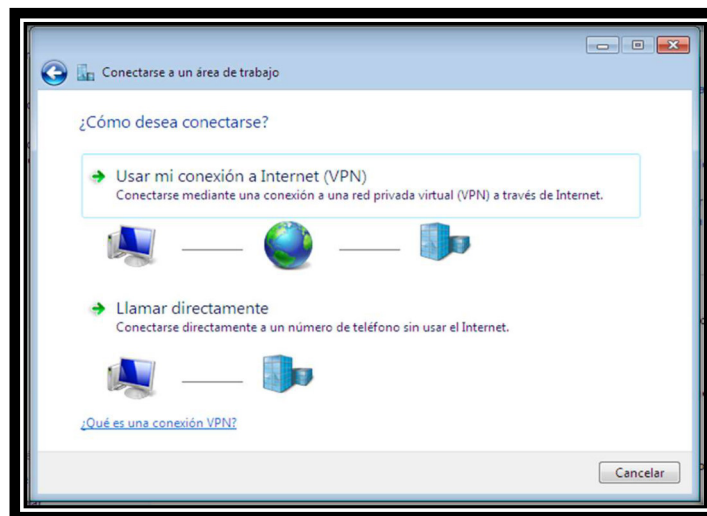 Conectarse a un área de trabajo
¿Cómo desea conectarse?
Usar mi conexión a Internet (VPN)
Conectarse mediante una conexión a una red privada virtual (VPN) a través de Internet.
Llamar directamente
Conectarse directamente a un número de teléfono sin usar el Internet.
¿Qué es una conexión VPN?
Cancelar